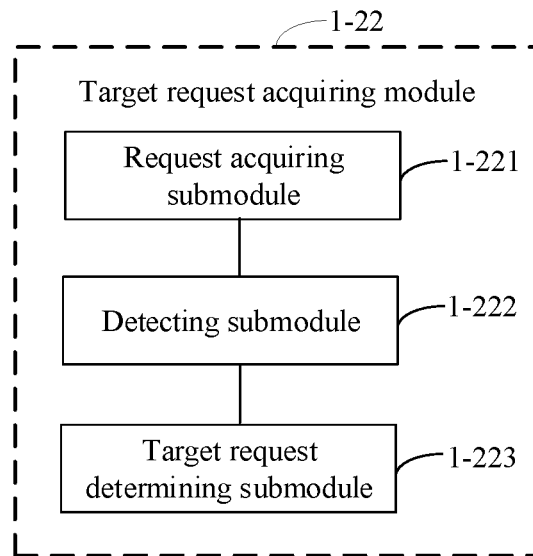 1-22
Target request acquiring module
Request acquiring
submodule
1-221
Detecting submodule
1-222
Target request
determining submodule
1-223